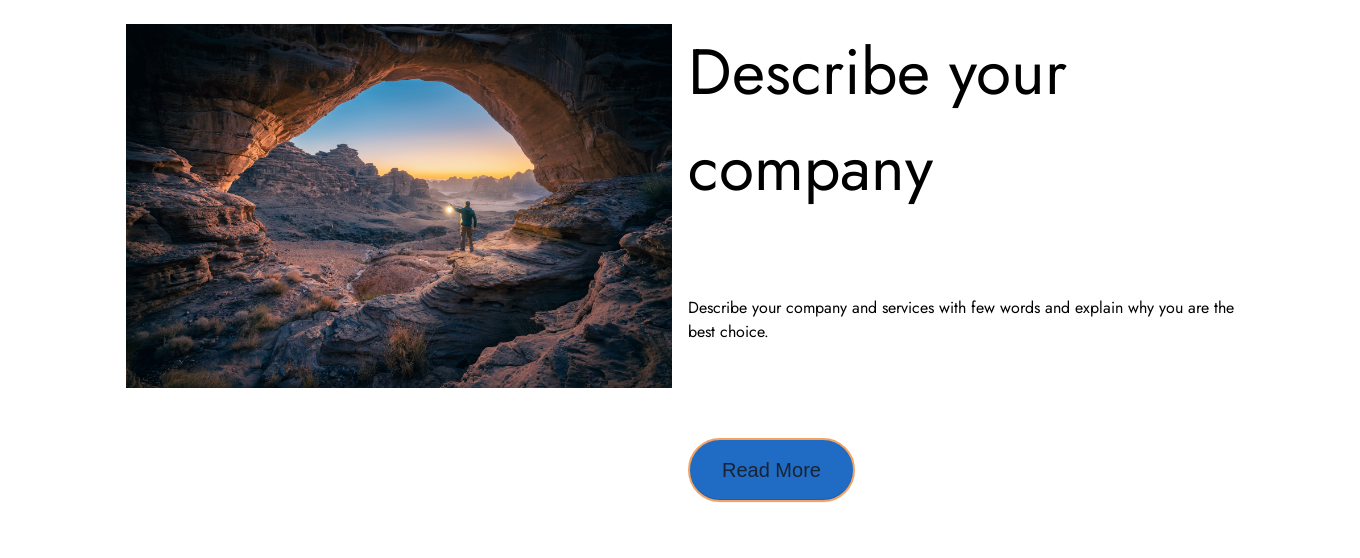 Describe your
company
Describe your company and services with few words and explain why you are the
best choice.
Read More